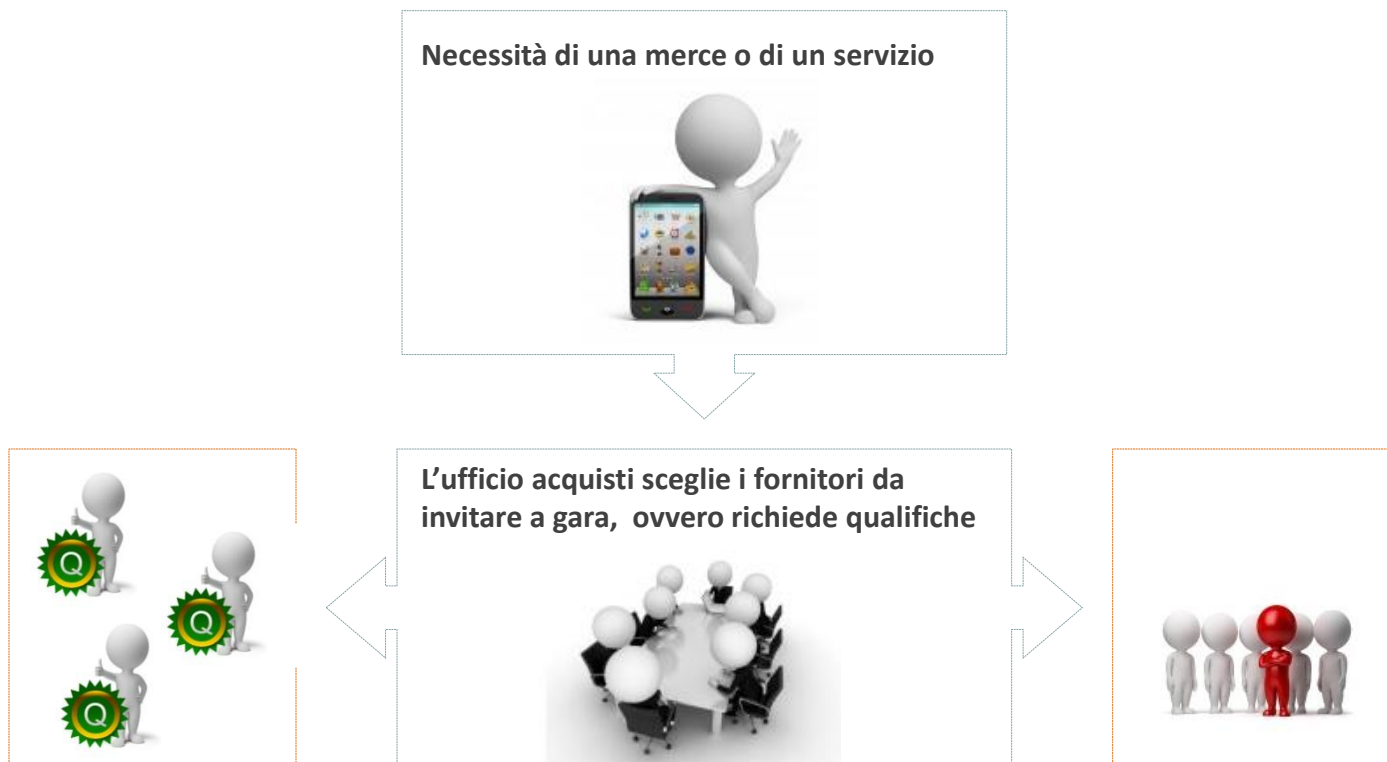 Necessità di una merce o di un servizio
L’ufficio acquisti sceglie i fornitori da
invitare a gara,  ovvero richiede qualifiche
Q
Q
Q